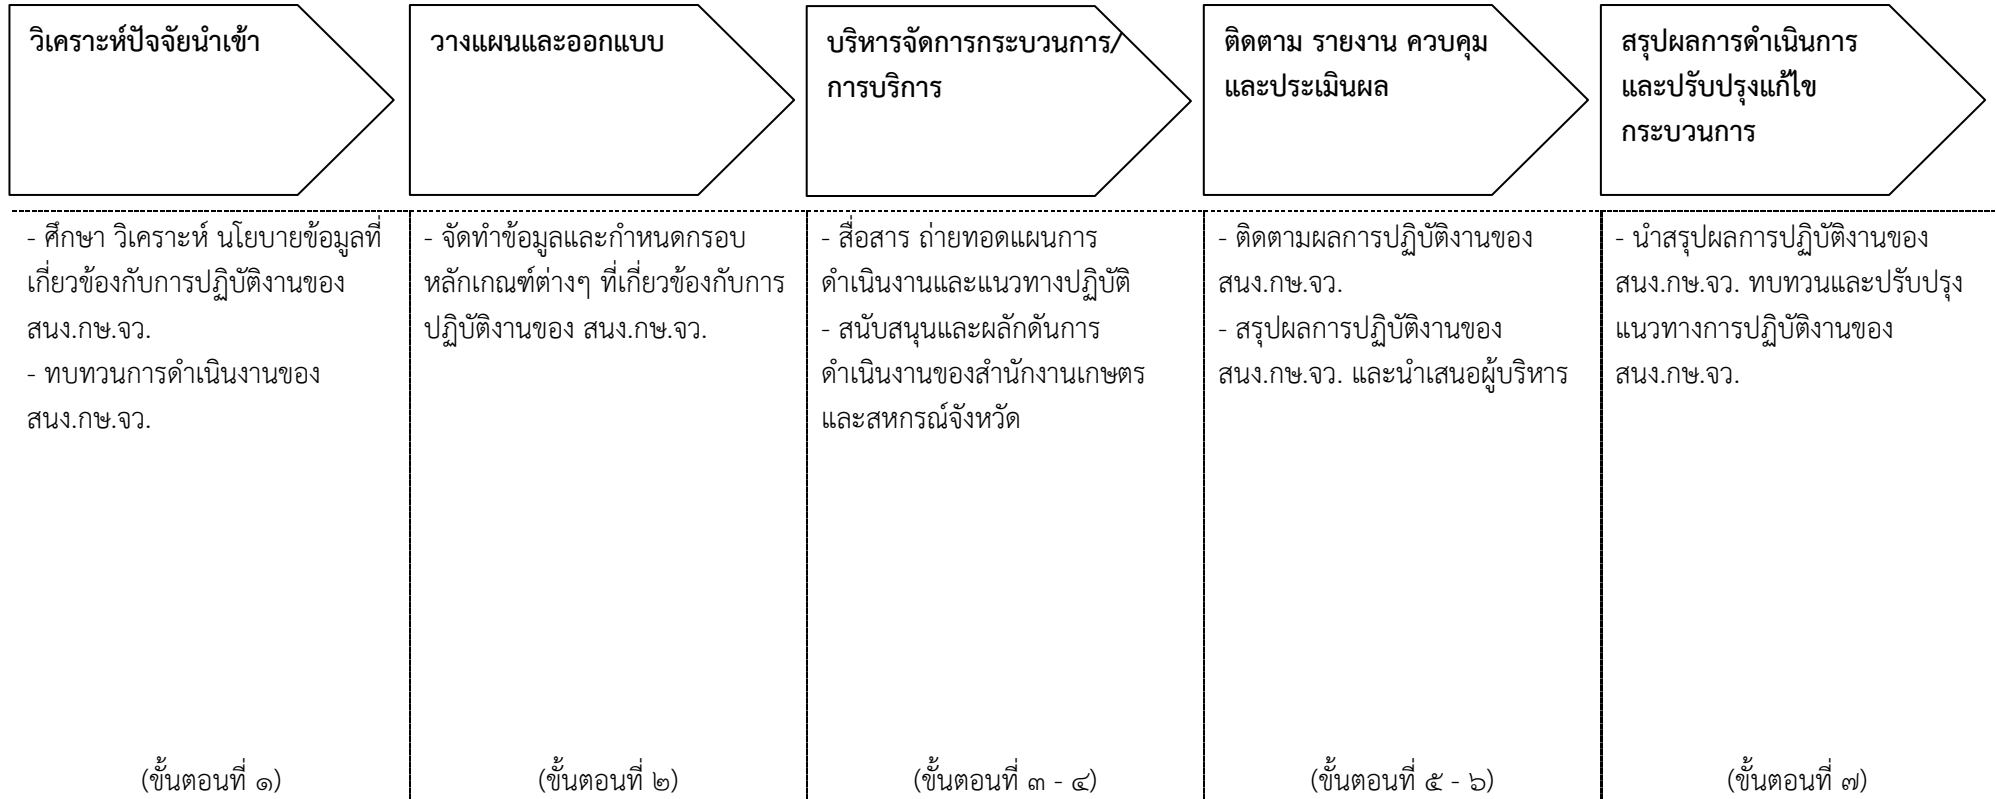 วิเคราะห์ปัจจัยนำเข้า
วางแผนและออกแบบ
บริหารจัดการกระบวนการ/
การบริการ
ติดตาม รายงาน ควบคุม
และประเมินผล
สรุปผลการดำเนินการ
และปรับปรุงแก้ไข
กระบวนการ
- ศึกษา วิเคราะห์ นโยบายข้อมูลที่
เกี่ยวข้องกับการปฏิบัติงานของ
สนง.กษ.จว.
- ทบทวนการดำเนินงานของ
สนง.กษ.จว.
(ขั้นตอนที่ ๑)
- จัดทำข้อมูลและกำหนดกรอบ
หลักเกณฑ์ต่างๆ ที่เกี่ยวข้องกับการ
ปฏิบัติงานของ สนง.กษ.จว.
(ขั้นตอนที่ ๒)
- สื่อสาร ถ่ายทอดแผนการ
ดำเนินงานและแนวทางปฏิบัติ
- สนับสนุนและผลักดันการ
ดำเนินงานของสำนักงานเกษตร
และสหกรณ์จังหวัด
(ขั้นตอนที่ ๓ - ๔)
- ติดตามผลการปฏิบัติงานของ
สนง.กษ.จว.
- สรุปผลการปฏิบัติงานของ
สนง.กษ.จว. และนำเสนอผู้บริหาร
(ขั้นตอนที่ ๕ - ๖)
- นำสรุปผลการปฏิบัติงานของ
สนง.กษ.จว. ทบทวนและปรับปรุง
แนวทางการปฏิบัติงานของ
สนง.กษ.จว.
(ขั้นตอนที่ ๗)